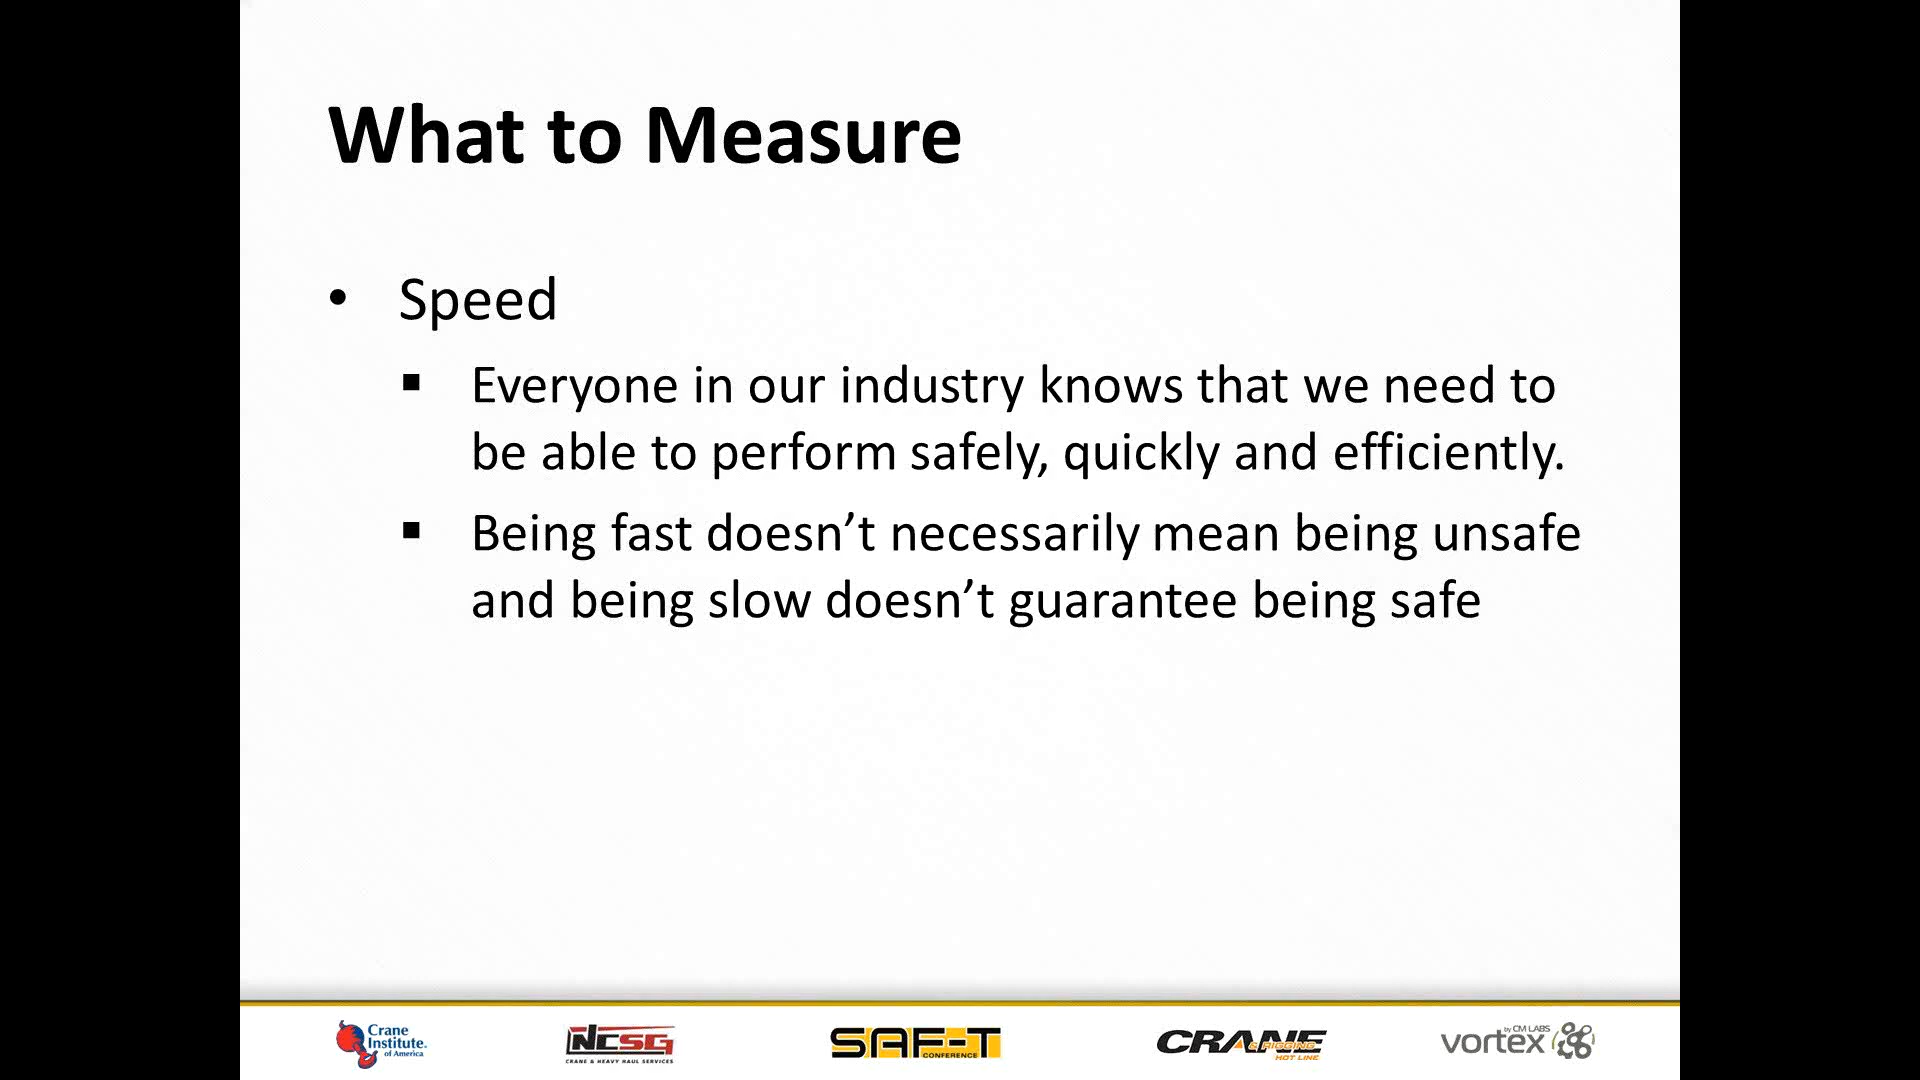 What to Measure
• Speed
▪ Everyone in our industry knows that we need to
be able to perform safely, quickly and efficiently.
▪ Being fast doesn’t necessarily mean being unsafe
and being slow doesn’t guarantee being safe
Crane
Institute
of America
NCSG
CRANE & HEAVY HAUL SERVICES
SAF-T
CONFERENCE
CRANE
& RIGGING
HOT LINE
by CM LABS
vortex